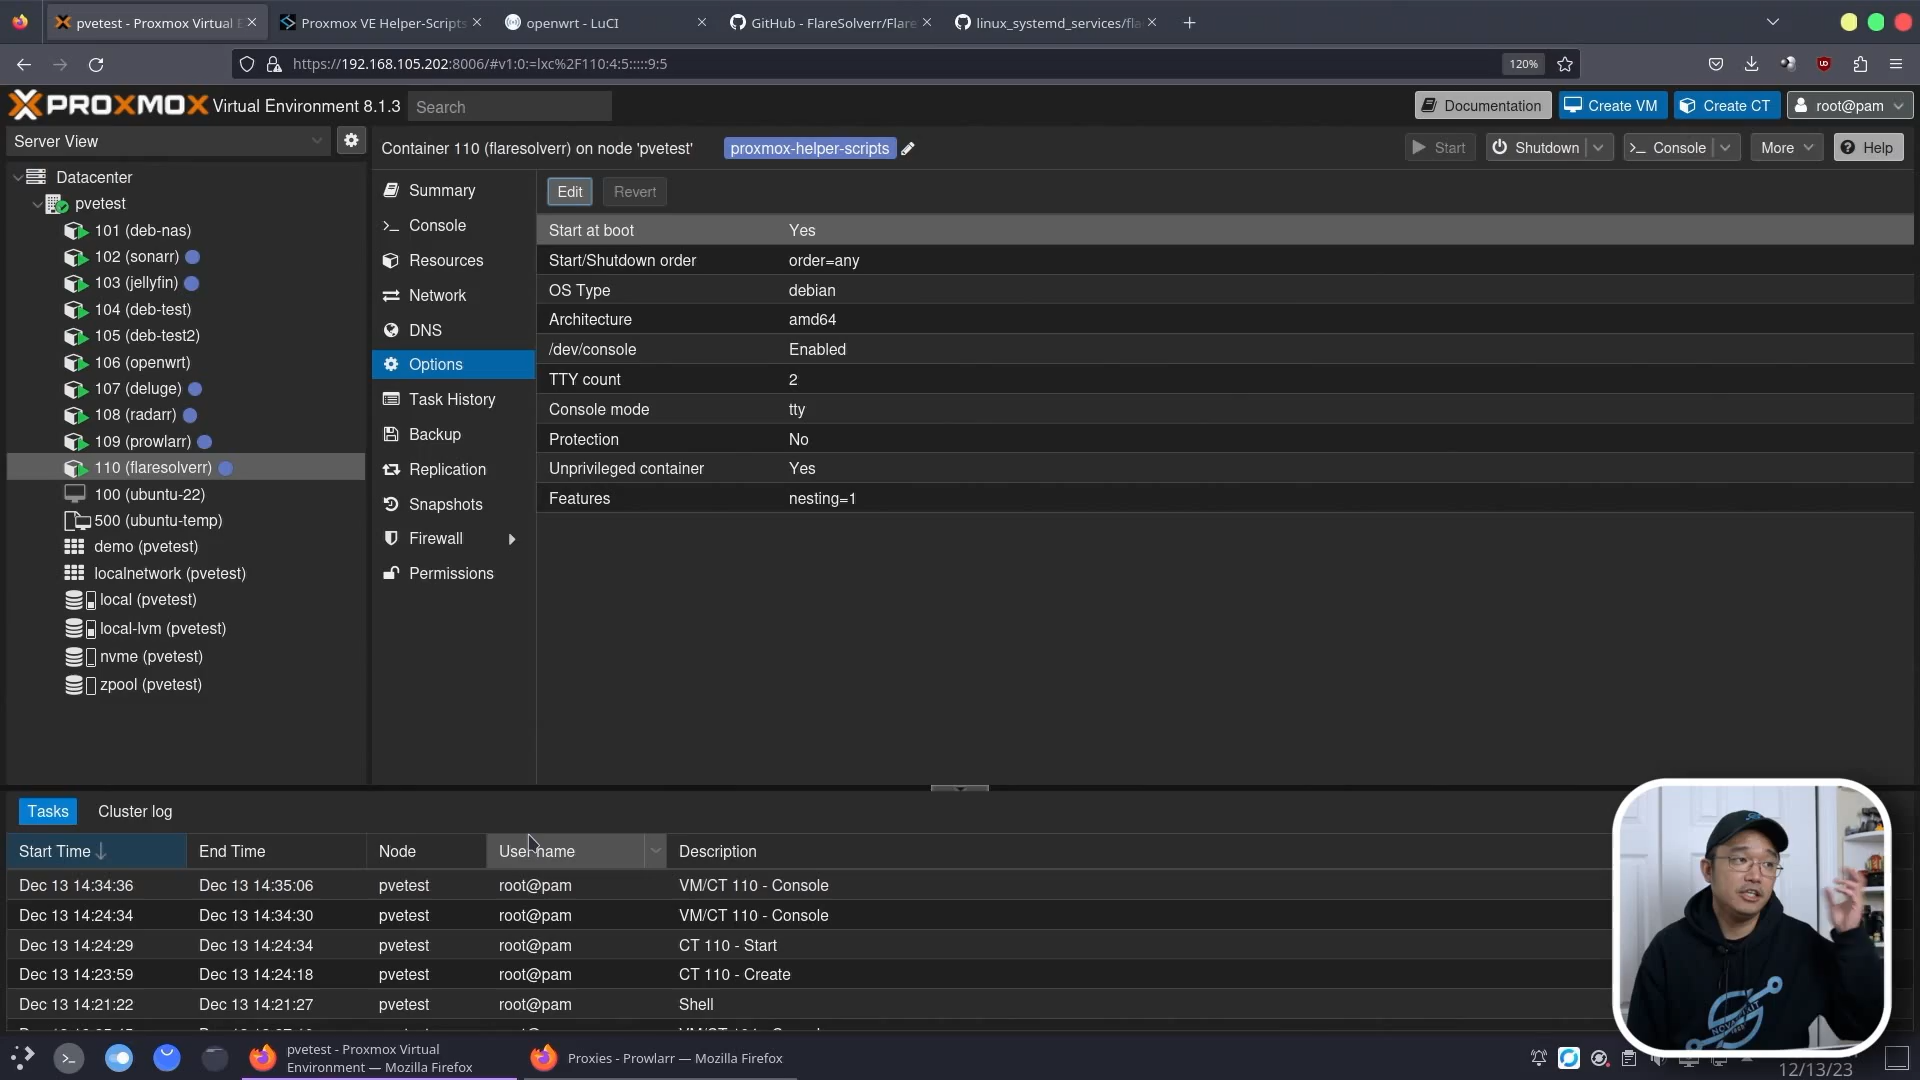 pvetest - Proxmox Virtual E
Proxmox VE Helper-Scripts
openwrt - LuCI
GitHub - FlareSolverr/Flare
linux_systemd_services/fla
https://192.168.105.202:8006/#v1:0:=lxc%2F110:4:5:::::9:5
120%
PROXMOX Virtual Environment 8.1.3
Search
Documentation
Create VM
Create CT
root@pam
Server View
Container 110 (flaresolverr) on node 'pvetest'
proxmox-helper-scripts
Start
Shutdown
Console
More
Help
Datacenter
pvetest
101 (deb-nas)
102 (sonarr)
103 (jellyfin)
104 (deb-test)
105 (deb-test2)
106 (openwrt)
107 (deluge)
108 (radarr)
109 (prowlarr)
110 (flaresolverr)
100 (ubuntu-22)
500 (ubuntu-temp)
demo (pvetest)
localnetwork (pvetest)
local (pvetest)
local-lvm (pvetest)
nvme (pvetest)
zpool (pvetest)
Summary
Console
Resources
Network
DNS
Options
Task History
Backup
Replication
Snapshots
Firewall
Permissions
Edit
Revert
Start at boot Yes
Start/Shutdown order order=any
OS Type debian
Architecture amd64
/dev/console Enabled
TTY count 2
Console mode tty
Protection No
Unprivileged container Yes
Features nesting=1
Tasks
Cluster log
Start Time End Time Node User name Description
Dec 13 14:34:36 Dec 13 14:35:06 pvetest root@pam VM/CT 110 - Console
Dec 13 14:24:34 Dec 13 14:34:30 pvetest root@pam VM/CT 110 - Console
Dec 13 14:24:29 Dec 13 14:24:34 pvetest root@pam CT 110 - Start
Dec 13 14:23:59 Dec 13 14:24:18 pvetest root@pam CT 110 - Create
Dec 13 14:21:22 Dec 13 14:21:27 pvetest root@pam Shell
pvetest - Proxmox Virtual
Environment — Mozilla Firefox
Proxies - Prowlarr — Mozilla Firefox
12/13/23